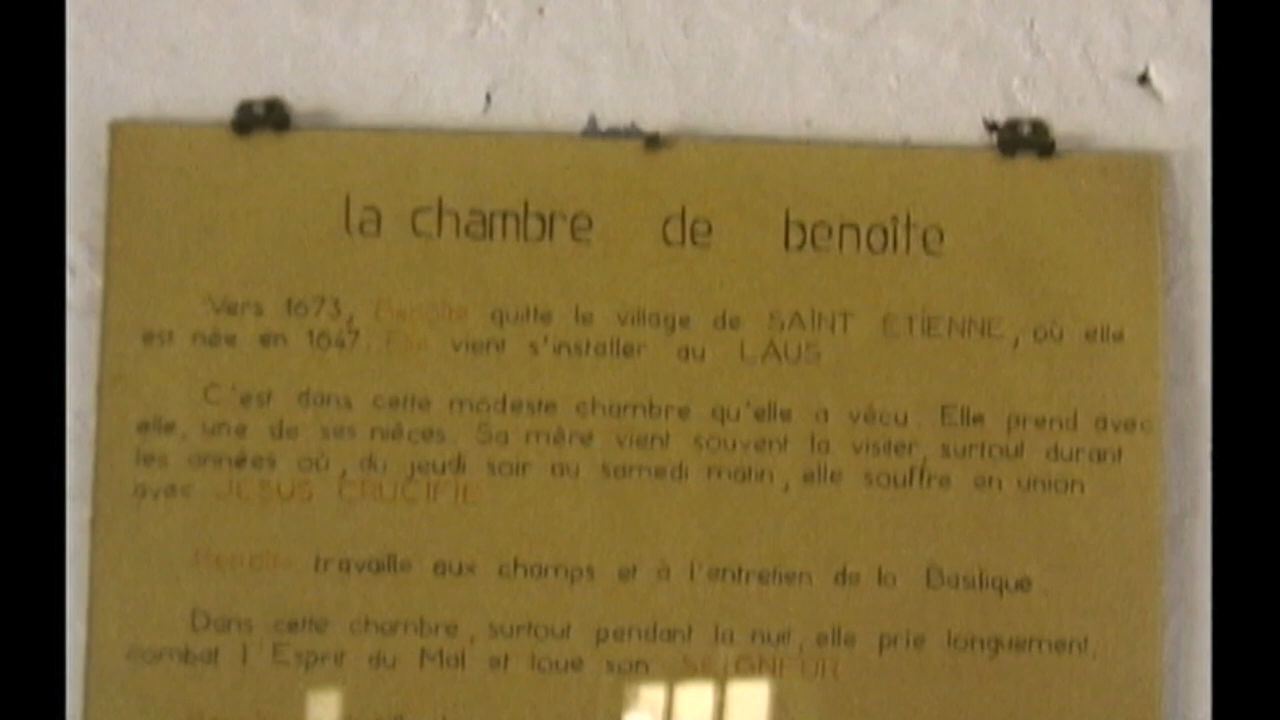 la chambre de benoîte
Vers 1673, Benoîte quitte le village de SAINT ETIENNE, où elle
est née en 1647. Elle vient s'installer au LAUS
C'est dans cette modeste chambre qu'elle a vécu. Elle prend avec
elle, une de ses nièces. Sa mère vient souvent la visiter, surtout durant
les années où, du jeudi soir au samedi matin, elle souffre en union
avec JESUS CRUCIFIE
Benoîte travaille aux champs et à l'entretien de la Basilique
Dans cette chambre, surtout pendant la nuit, elle prie longuement,
combat l'Esprit du Mal et loue son SEIGNEUR